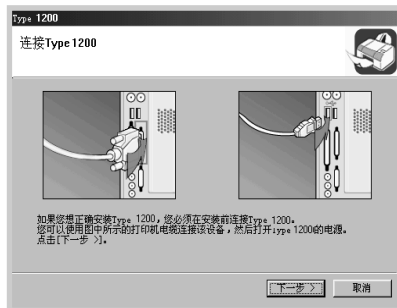 Type 1200
连接Type 1200
如果您想正确安装Type 1200，您必须在安装前连接Type 1200。
您可以使用图中所示的打印机电缆连接该设备，然后打开Type 1200的电源。
点击[下一步 >]。
下一步 >
取消